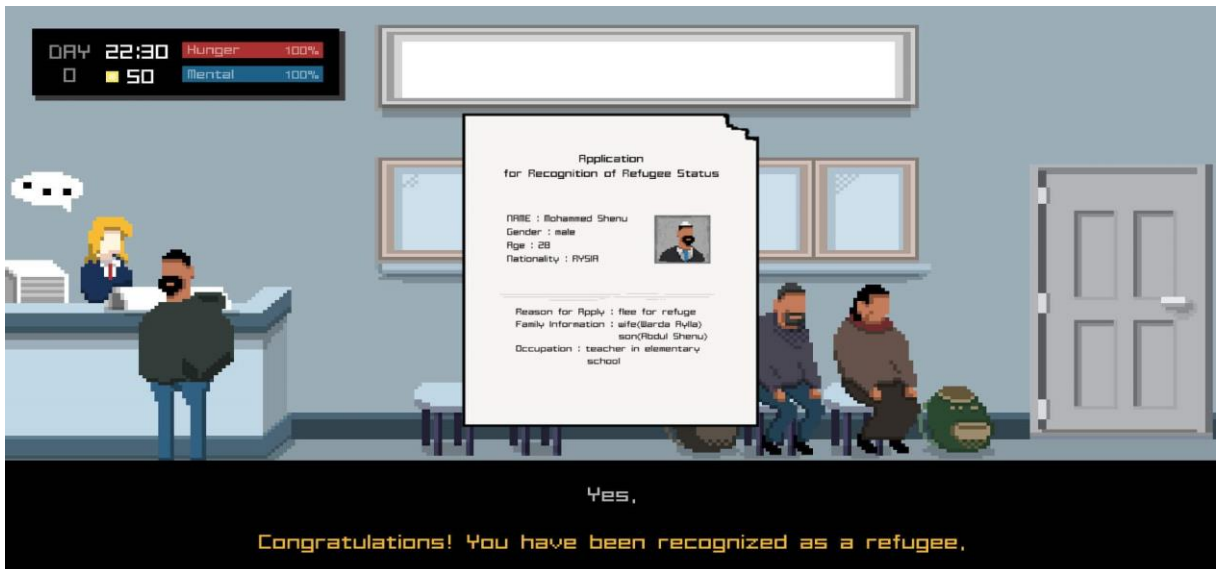 DAY 22:30 Hunger 100%
0 50 Mental 100%
Application
for Recognition of Refugee Status
NAME : Mohammed Shenu
Gender : male
Age : 28
Nationality : AYSIA
Reason for Apply : flee for refuge
Family Information : wife(Warda Aylla)
son(Abdul Shenu)
Occupation : teacher in elementary
school
Yes,
Congratulations! You have been recognized as a refugee,